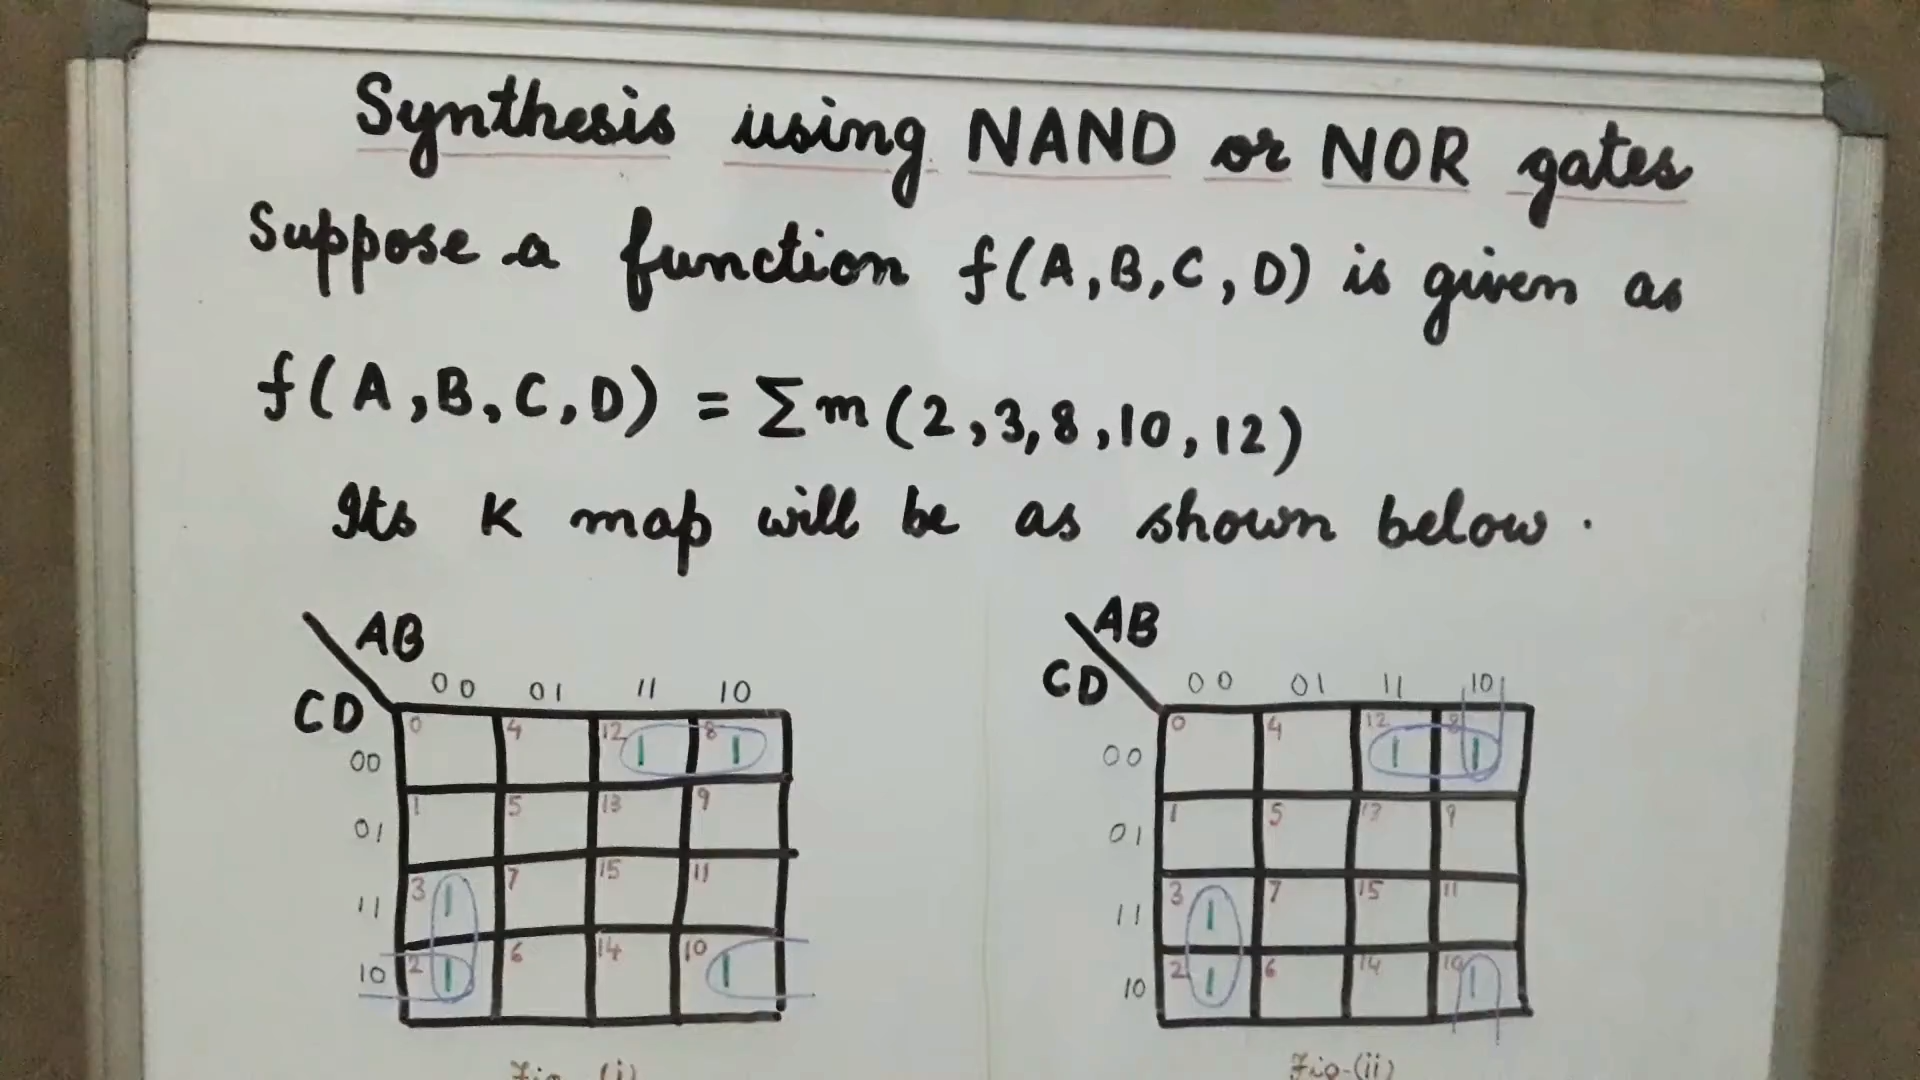 Synthesis using NAND or NOR gates
Suppose a function f(A,B,C,D) is given as
f(A,B,C,D) = Σm(2,3,8,10,12)
Its K map will be as shown below.
AB
CD
00 01 11 10
00 0 4 12 1 8 1
01 1 5 13 9
11 3 1 7 15 11
10 2 1 6 14 10 1
Fig-(i)
AB
CD
00 01 11 10
00 0 4 12 1 8 1
01 1 5 13 9
11 3 1 7 15 11
10 2 1 6 14 10 1
Fig-(ii)